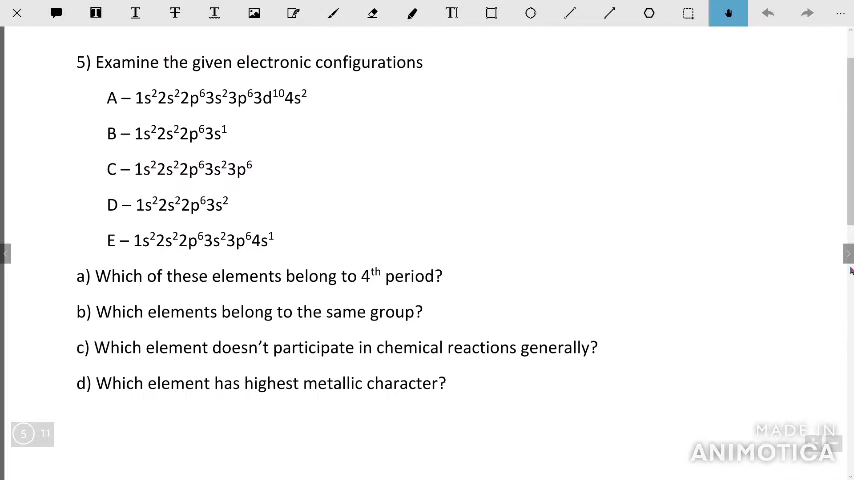 5) Examine the given electronic configurations
A – 1s²2s²2p⁶3s²3p⁶3d¹⁰4s²
B – 1s²2s²2p⁶3s¹
C – 1s²2s²2p⁶3s²3p⁶
D – 1s²2s²2p⁶3s²
E – 1s²2s²2p⁶3s²3p⁶4s¹
a) Which of these elements belong to 4ᵗʰ period?
b) Which elements belong to the same group?
c) Which element doesn’t participate in chemical reactions generally?
d) Which element has highest metallic character?
5 11
MADE IN
ANIMOTICA